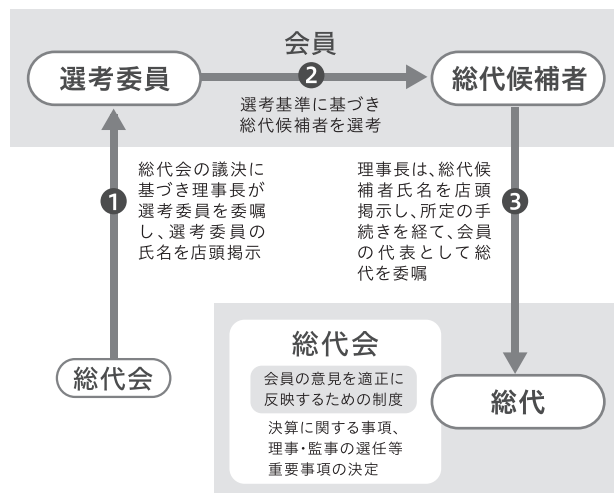 会員
選考委員
❷
総代候補者
選考基準に基づき
総代候補者を選考
❶
総代会の議決に
基づき理事長が
選考委員を委嘱
し、選考委員の
氏名を店頭掲示
❸
理事長は、総代候
補者氏名を店頭
掲示し、所定の手
続きを経て、会員
の代表として総
代を委嘱
総代会
総代会
会員の意見を適正に
反映するための制度
決算に関する事項、
理事・監事の選任等
重要事項の決定
総代